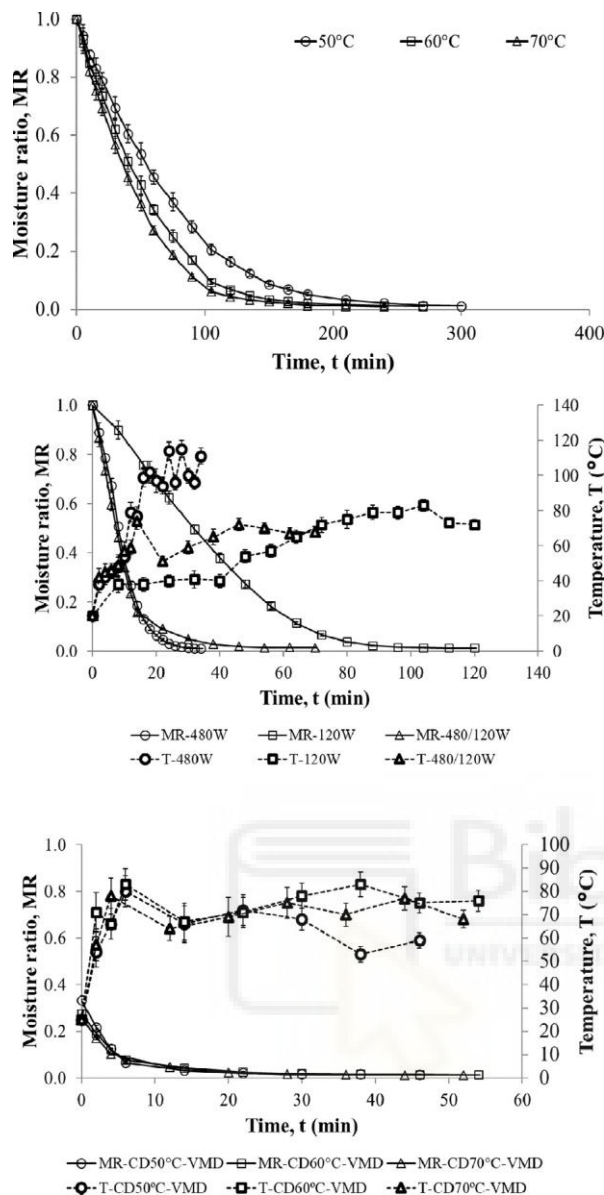 50°C 60°C 70°C
Moisture ratio, MR
1.0
0.8
0.6
0.4
0.2
0.0
0 100 200 300 400
Time, t (min)
Moisture ratio, MR
1.0
0.8
0.6
0.4
0.2
0.0
140
120
100
80
60
40
20
0
Temperature, T (°C)
0 20 40 60 80 100 120 140
Time, t (min)
MR-480W MR-120W MR-480/120W
T-480W T-120W T-480/120W
Moisture ratio, MR
1.0
0.8
0.6
0.4
0.2
0.0
100
90
80
70
60
50
40
30
20
10
0
Temperature, T (°C)
Bib
0 10 20 30 40 50 60
Time, t (min)
MR-CD50°C-VMD MR-CD60°C-VMD MR-CD70°C-VMD
T-CD50°C-VMD T-CD60°C-VMD T-CD70°C-VMD